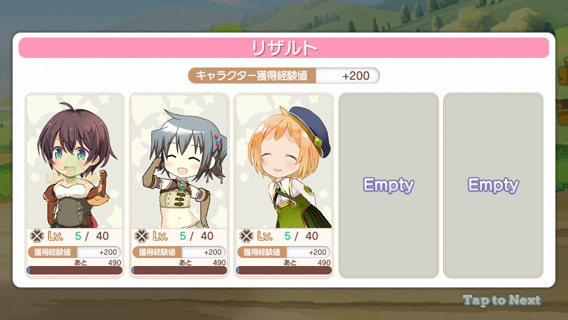 リザルト
キャラクター獲得経験値 +200
Lv. 5 / 40
獲得経験値 +200
あと 490
Lv. 5 / 40
獲得経験値 +200
あと 490
Lv. 5 / 40
獲得経験値 +200
あと 490
Empty
Empty
Tap to Next